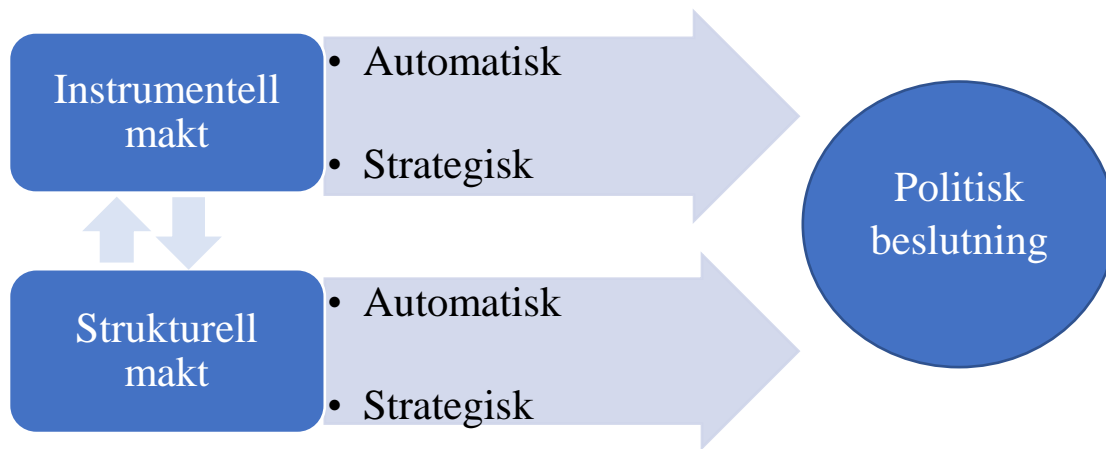 Instrumentell
makt
• Automatisk
• Strategisk
Strukturell
makt
• Automatisk
• Strategisk
Politisk
beslutning